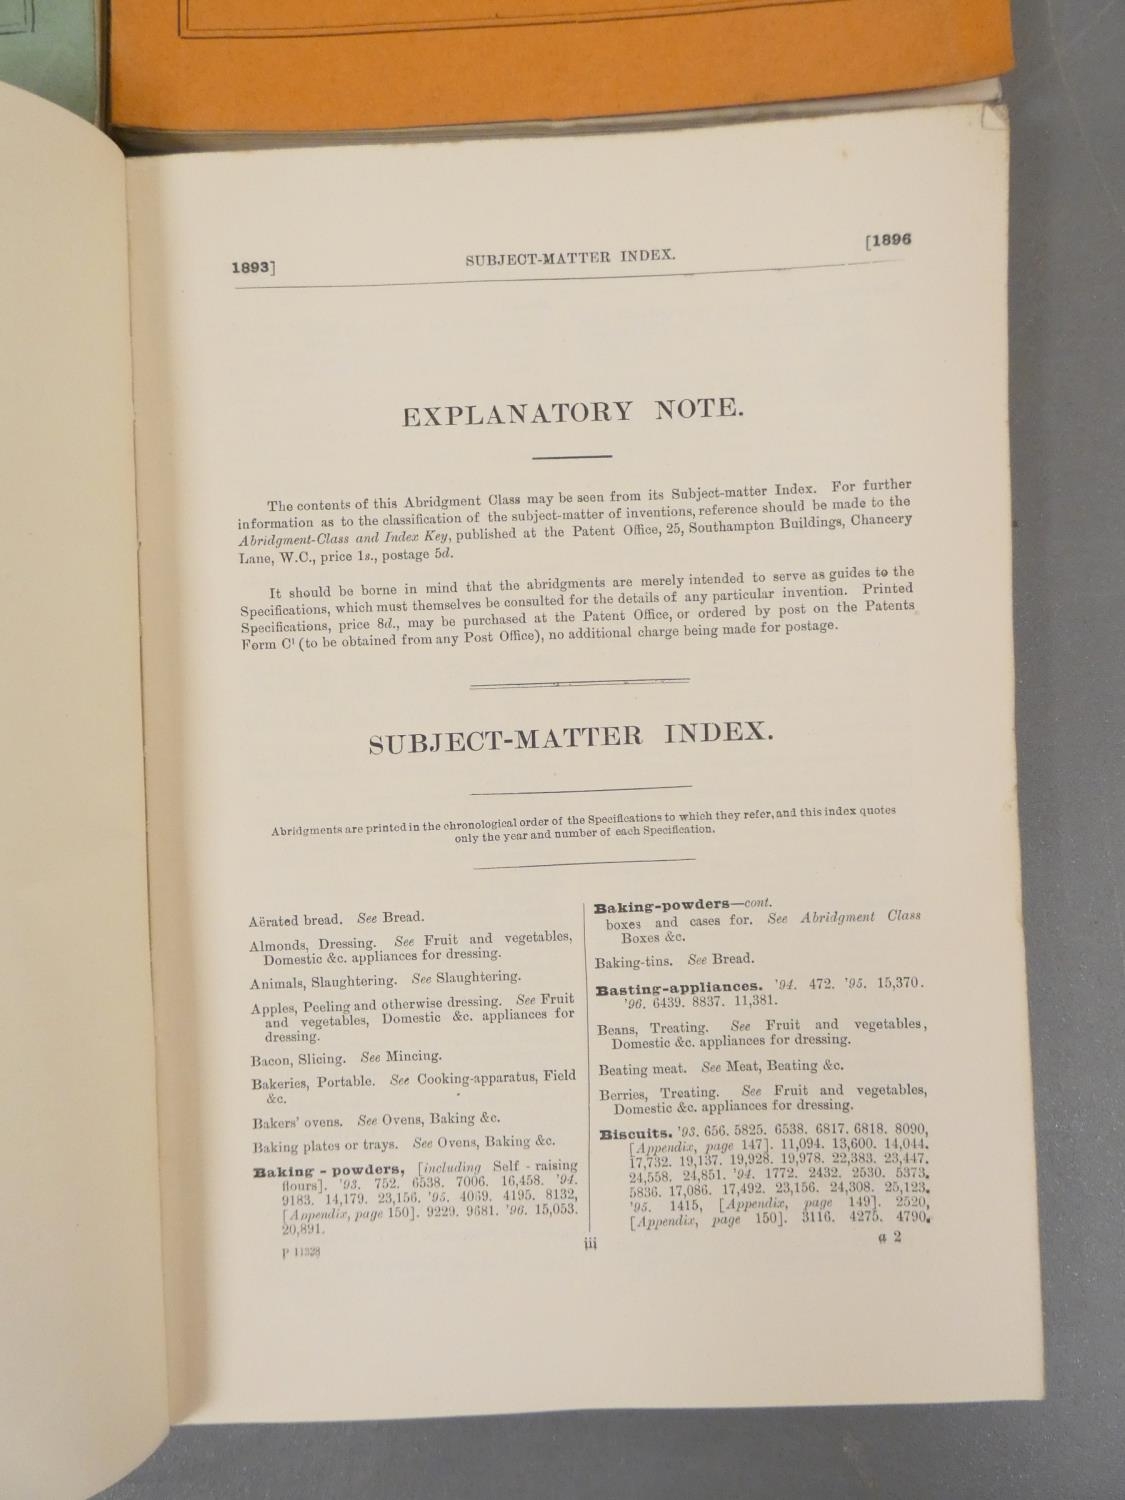 1893] SUBJECT-MATTER INDEX. [1896
EXPLANATORY NOTE.
The contents of this Abridgment Class may be seen from its Subject-matter Index. For further
information as to the classification of the subject-matter of inventions, reference should be made to the
Abridgment-Class and Index Key, published at the Patent Office, 25, Southampton Buildings, Chancery
Lane, W.C., price 1s., postage 5d.
It should be borne in mind that the abridgments are merely intended to serve as guides to the
Specifications, which must themselves be consulted for the details of any particular invention. Printed
Specifications, price 8d., may be purchased at the Patent Office, or ordered by post on the Patents
Form C¹ (to be obtained from any Post Office), no additional charge being made for postage.
SUBJECT-MATTER INDEX.
Abridgments are printed in the chronological order of the Specifications to which they refer, and this index quotes
only the year and number of each Specification.
Aërated bread. See Bread.
Almonds, Dressing. See Fruit and vegetables,
Domestic &c. appliances for dressing.
Animals, Slaughtering. See Slaughtering.
Apples, Peeling and otherwise dressing. See Fruit
and vegetables, Domestic &c. appliances for
dressing.
Bacon, Slicing. See Mincing.
Bakeries, Portable. See Cooking-apparatus, Field
&c.
Bakers' ovens. See Ovens, Baking &c.
Baking plates or trays. See Ovens, Baking &c.
Baking-powders, [including Self-raising
flours]. '93. 752. 6538. 7006. 16,458. '94.
9183. 14,179. 23,156. '95. 4069. 4195. 8132,
[Appendix, page 150]. 9229. 9681. '96. 15,053.
20,891.
P 11328
Baking-powders—cont.
boxes and cases for. See Abridgment Class
Boxes &c.
Baking-tins. See Bread.
Basting-appliances. '94. 472. '95. 15,370.
'96. 6439. 8837. 11,381.
Beans, Treating. See Fruit and vegetables,
Domestic &c. appliances for dressing.
Beating meat. See Meat, Beating &c.
Berries, Treating. See Fruit and vegetables,
Domestic &c. appliances for dressing.
Biscuits. '93. 656. 5825. 6538. 6817. 6818. 8090,
[Appendix, page 147]. 11,094. 13,600. 14,044.
17,732. 19,137. 19,928. 19,978. 22,383. 23,447.
24,558. 24,851. '94. 1772. 2432. 2530. 5373.
5836. 17,086. 17,492. 23,156. 24,308. 25,123.
'95. 1415, [Appendix, page 149]. 2520,
[Appendix, page 150]. 3116. 4275. 4790.
iii
a 2